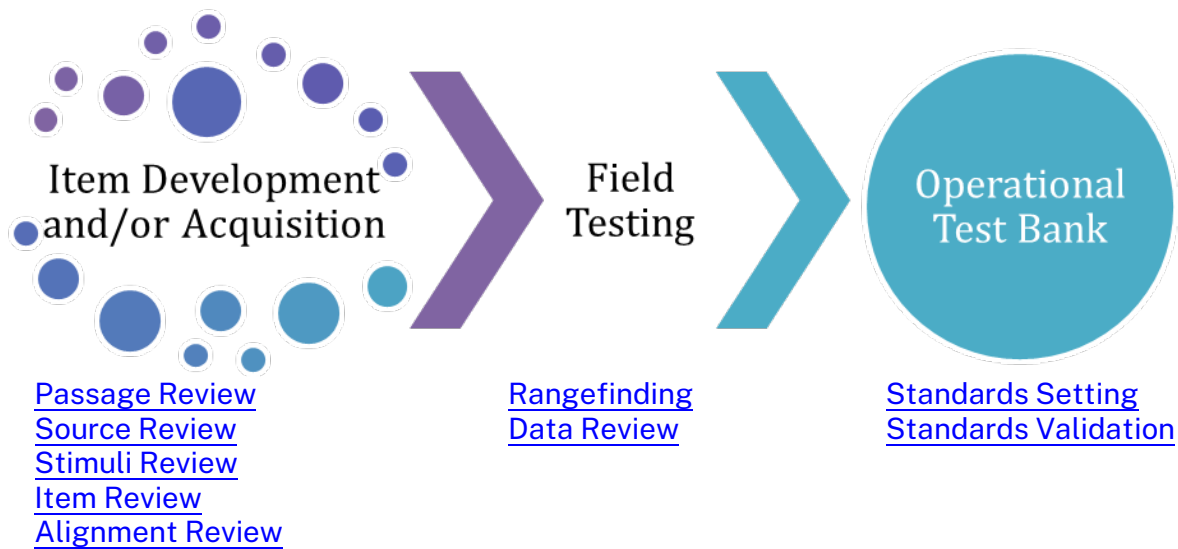 Item Development
and/or Acquisition
Field
Testing
Operational
Test Bank
Passage Review
Source Review
Stimuli Review
Item Review
Alignment Review
Rangefinding
Data Review
Standards Setting
Standards Validation